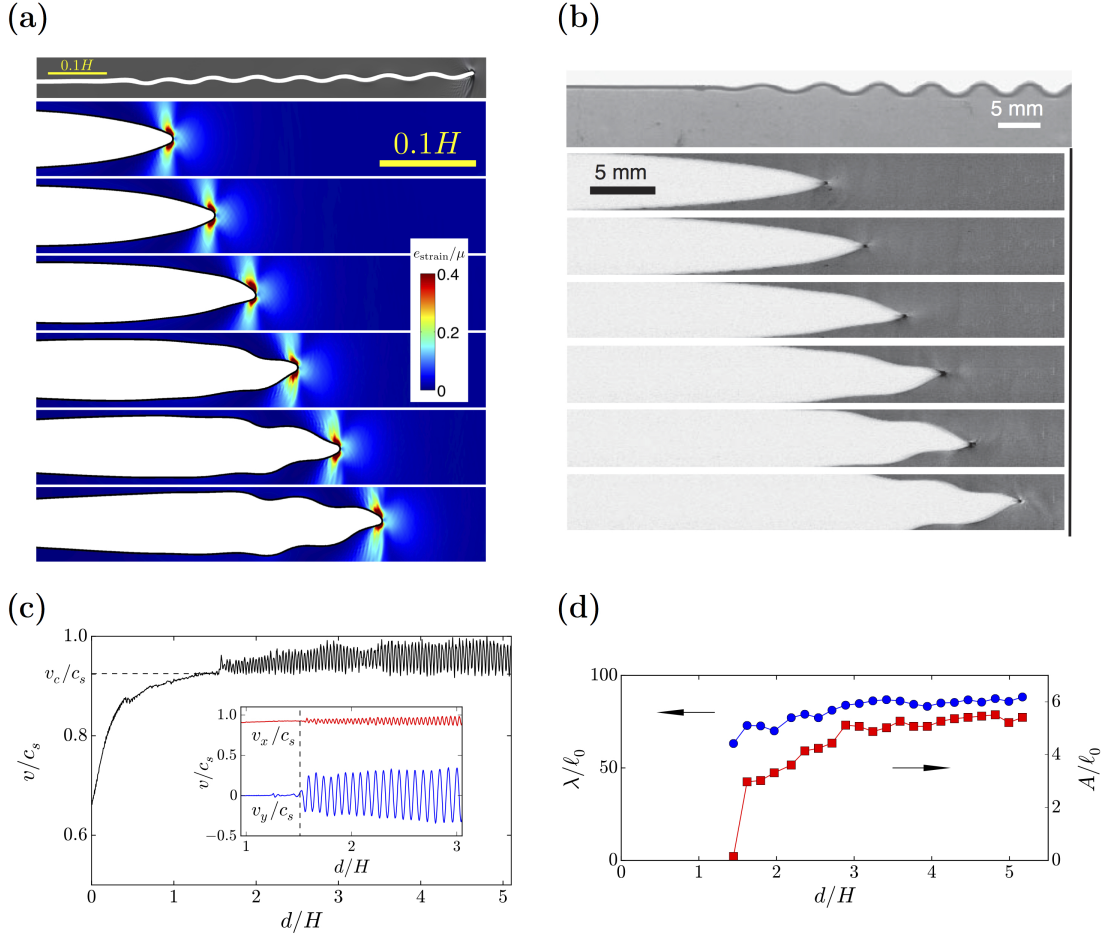 (a)
(b)
0.1H
0.1H
e_strain/μ
0.4
0.2
0
5 mm
5 mm
(c)
(d)
1.0
v_c/c_s
0.8
0.6
v/c_s
0
1
2
3
4
5
d/H
1.0
0.5
0
−0.5
v/c_s
v_x/c_s
v_y/c_s
1
2
3
d/H
100
50
0
λ/ℓ₀
6
4
2
0
A/ℓ₀
0
1
2
3
4
5
d/H